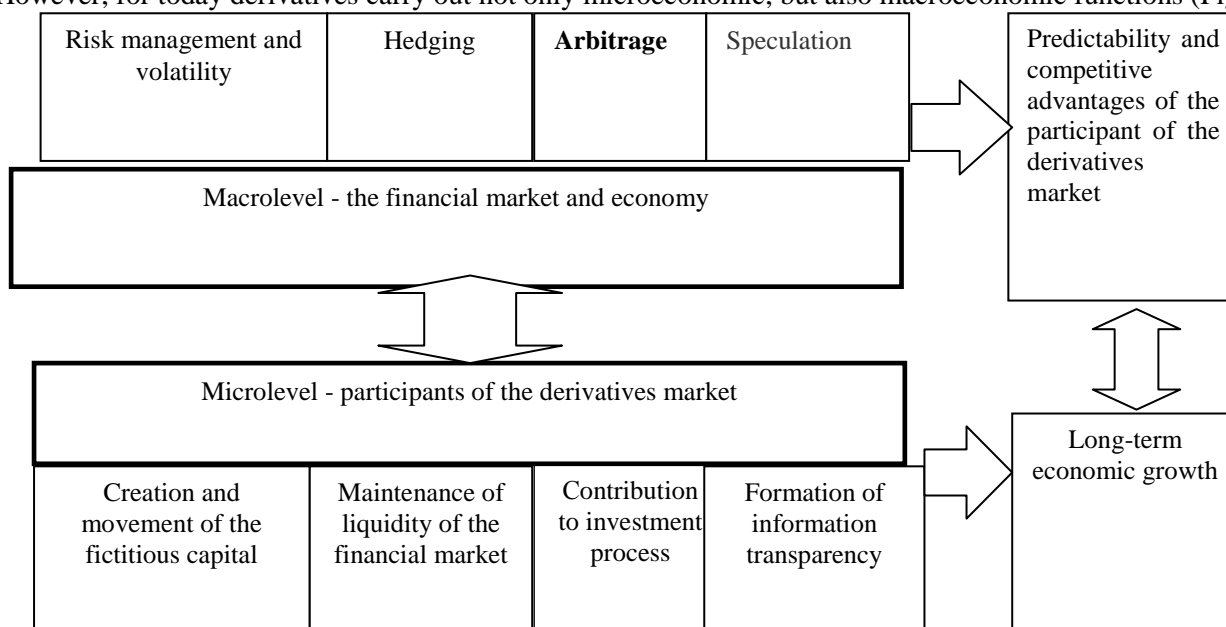 However, for today derivatives carry out not only microeconomic, but also macroeconomic functions
Risk management and
volatility
Hedging
Arbitrage
Speculation
Predictability and
competitive
advantages of the
participant of the
derivatives
market
Macrolevel - the financial market and economy
Microlevel - participants of the derivatives market
Long-term
economic growth
Creation and
movement of the
fictitious capital
Maintenance of
liquidity of the
financial market
Contribution
to investment
process
Formation of
information
transparency